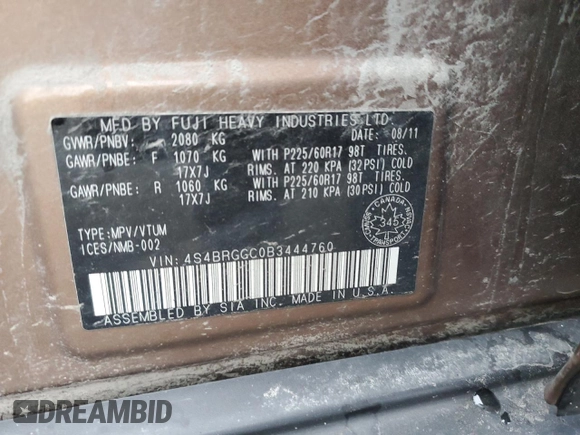 MFD BY FUJI HEAVY INDUSTRIES LTD.
GVWR/PNBV: 2080 KG DATE: 08/11
GAWR/PNBE: F 1070 KG WITH P225/60R17 98T TIRES.
17X7J RIMS. AT 220 KPA (32PSI) COLD
GAWR/PNBE: R 1060 KG WITH P225/60R17 98T TIRES.
17X7J RIMS. AT 210 KPA (30PSI) COLD
TYPE: MPV/VTUM
ICES/NMB-002
CANADA
345
TRANSPORT
VIN: 4S4BRGGC0B3444760
ASSEMBLED BY SIA INC. MADE IN U.S.A.
DREAMBID